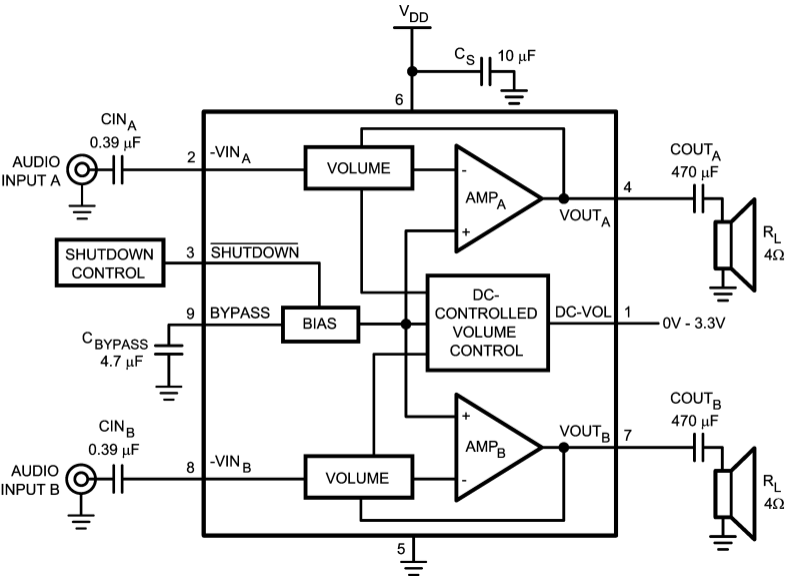 VDD
CS 10 µF
6
CINA
0.39 µF
AUDIO
INPUT A
2
-VINA
VOLUME
-
AMPA
+
VOUTA
4
COUTA
470 µF
RL
4Ω
SHUTDOWN
CONTROL
3
SHUTDOWN
9
BYPASS
BIAS
CBYPASS
4.7 µF
DC-
CONTROLLED
VOLUME
CONTROL
DC-VOL
1
0V - 3.3V
CINB
0.39 µF
AUDIO
INPUT B
8
-VINB
VOLUME
+
AMPB
-
VOUTB
7
COUTB
470 µF
RL
4Ω
5